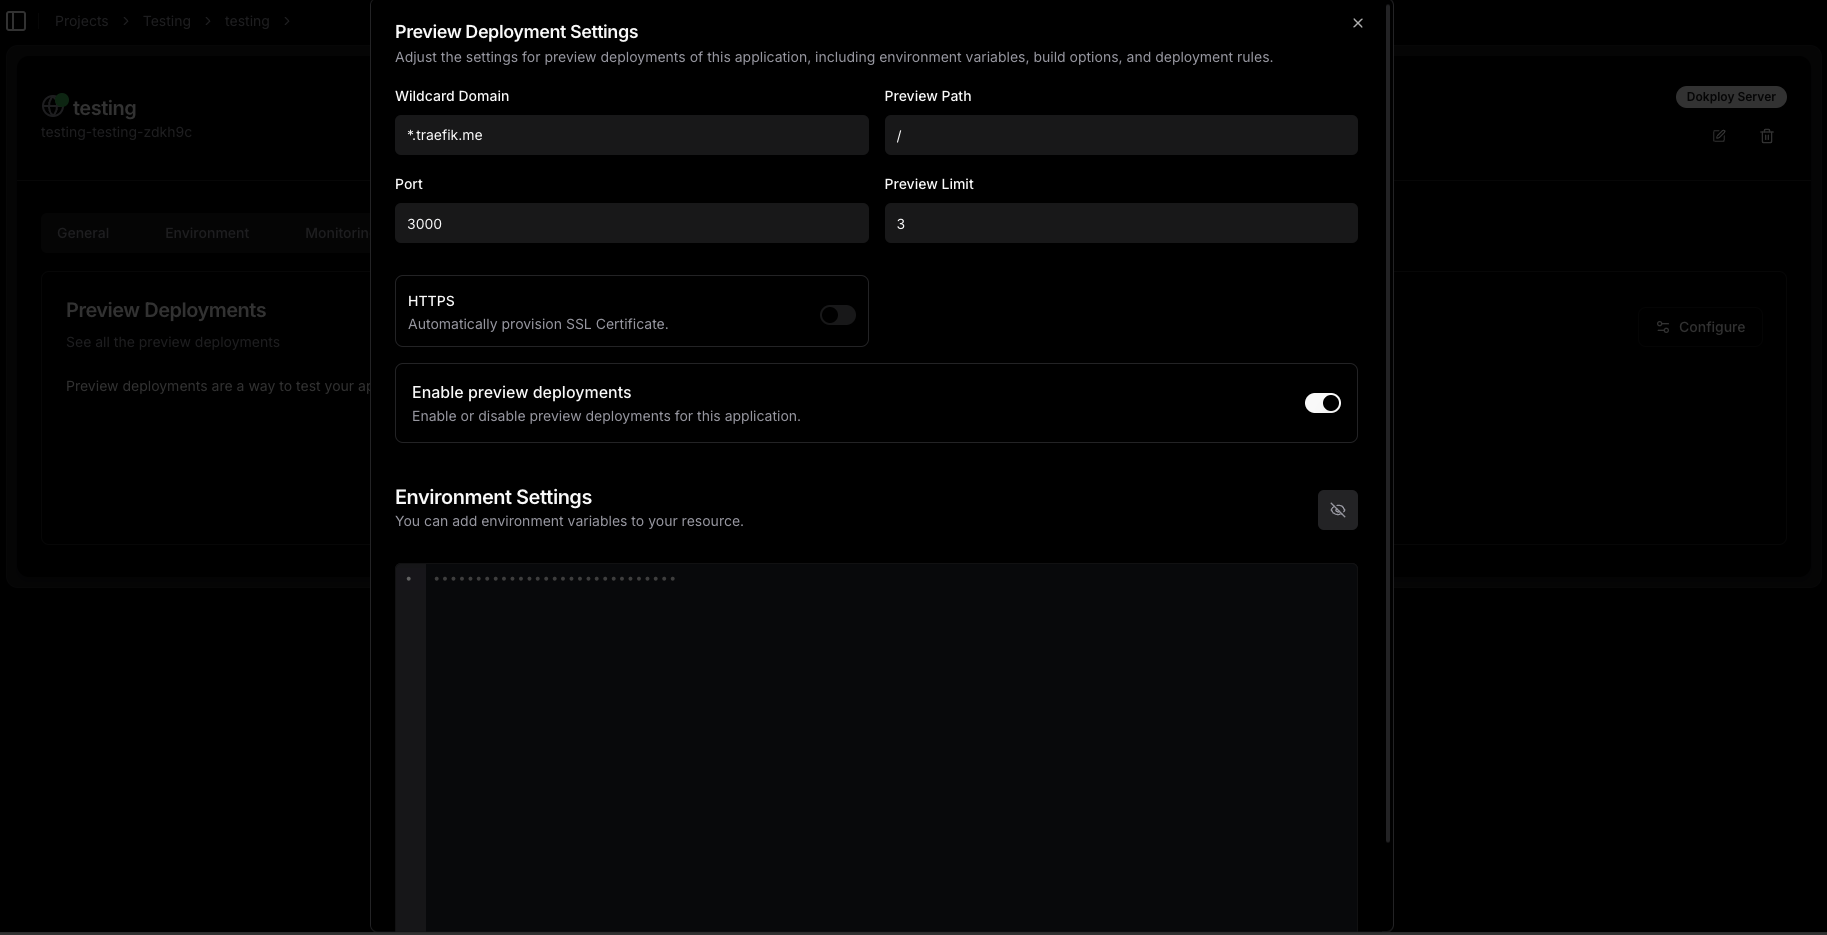 Projects > Testing > testing >
Preview Deployment Settings
Adjust the settings for preview deployments of this application, including environment variables, build options, and deployment rules.
testing
testing-testing-zdkh9c
Dokploy Server
Wildcard Domain
*.traefik.me
Preview Path
/
Port
3000
Preview Limit
3
General Environment Monitorin
HTTPS
Automatically provision SSL Certificate.
Preview Deployments
See all the preview deployments
Configure
Preview deployments are a way to test your ap
Enable preview deployments
Enable or disable preview deployments for this application.
Environment Settings
You can add environment variables to your resource.